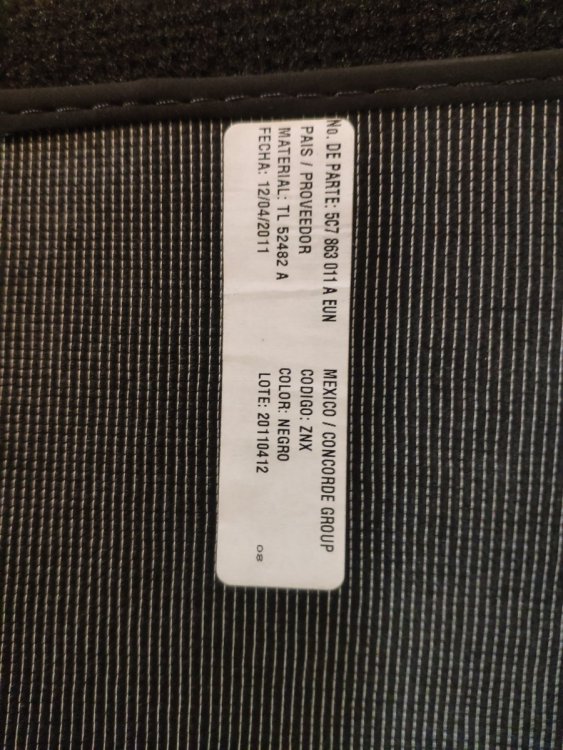 No. DE PARTE: 5C7 863 011 A EUN
PAIS / PROVEEDOR MEXICO / CONCORDE GROUP
MATERIAL: TL 52482 A CODIGO: ZNX
FECHA: 12/04/2011 COLOR: NEGRO
LOTE: 20110412
08